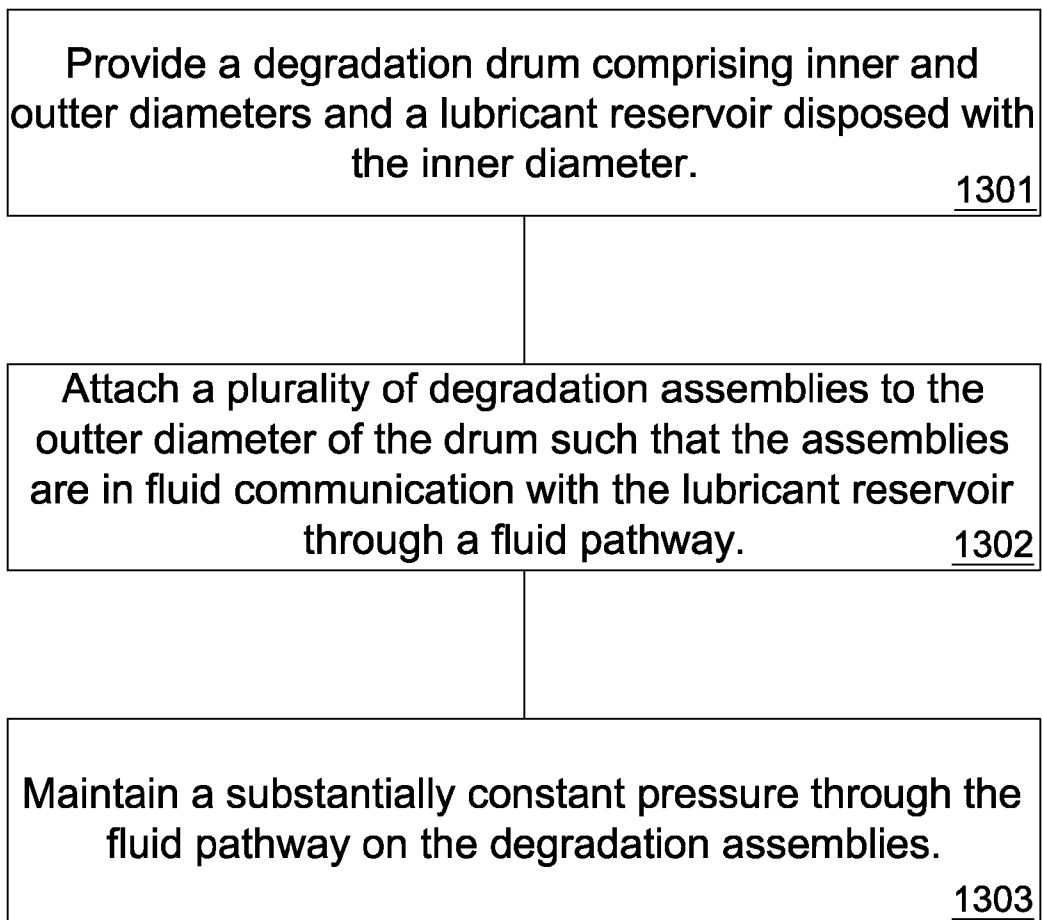 Provide a degradation drum comprising inner and
outter diameters and a lubricant reservoir disposed with
the inner diameter.
1301
Attach a plurality of degradation assemblies to the
outter diameter of the drum such that the assemblies
are in fluid communication with the lubricant reservoir
through a fluid pathway.
1302
Maintain a substantially constant pressure through the
fluid pathway on the degradation assemblies.
1303